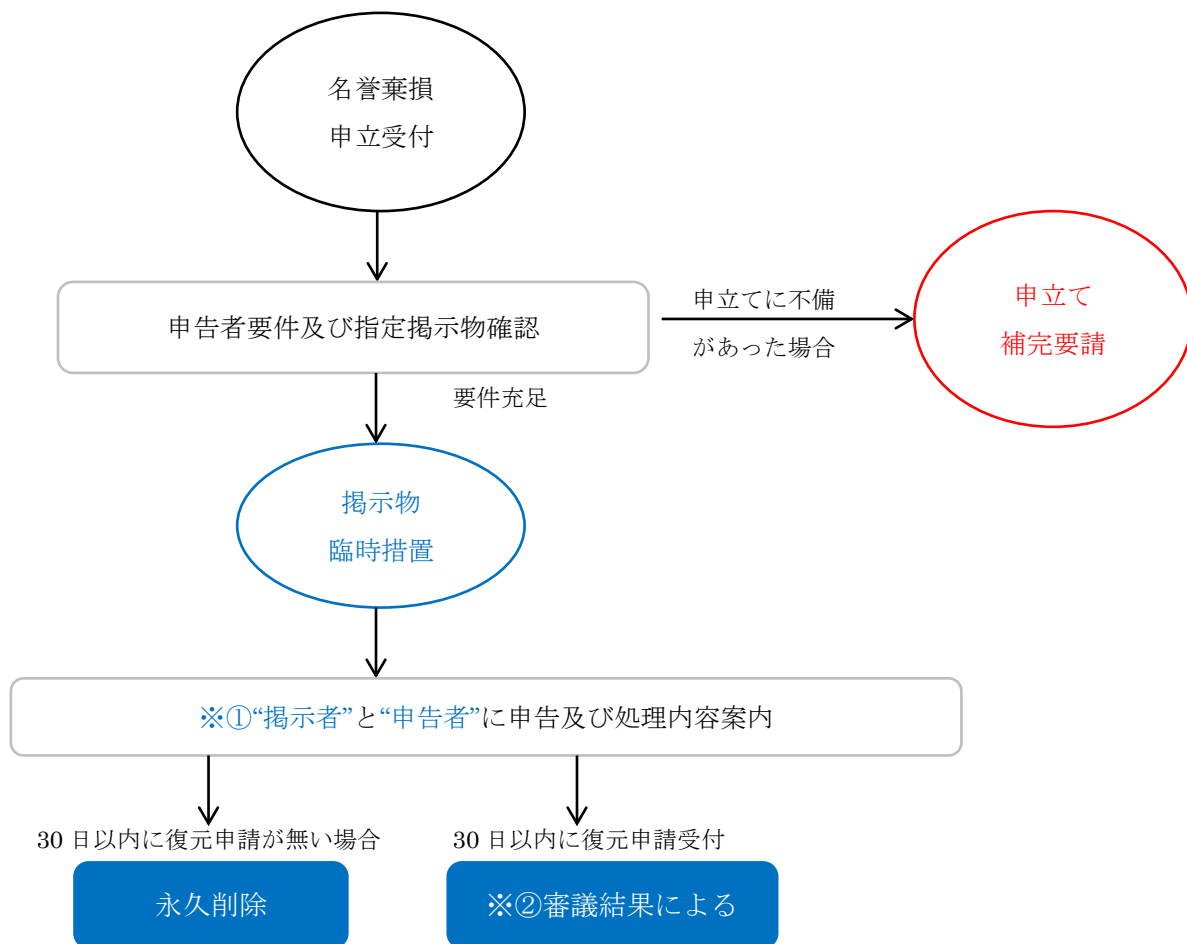 名誉棄損
申立受付
申告者要件及び指定掲示物確認
申立てに不備
があった場合
申立て
補完要請
要件充足
掲示物
臨時措置
※①“掲示者”と“申告者”に申告及び処理内容案内
30 日以内に復元申請が無い場合
30 日以内に復元申請受付
永久削除
※②審議結果による